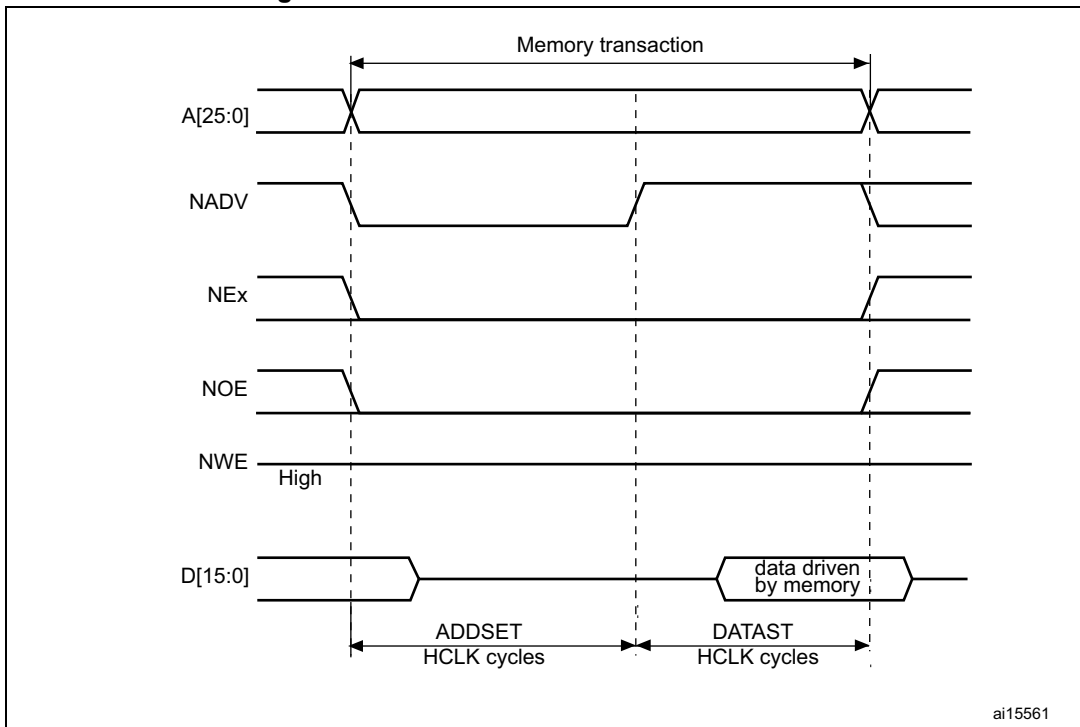 Memory transaction
A[25:0]
NADV
NEx
NOE
NWE
High
D[15:0]
data driven
by memory
ADDSET
HCLK cycles
DATAST
HCLK cycles
ai15561